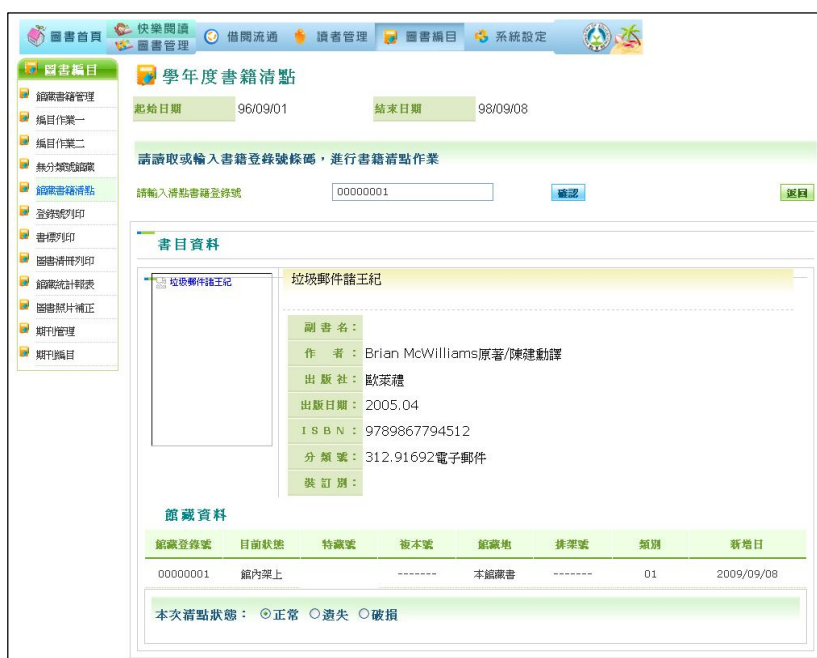 圖書首頁 快樂閱讀 圖書管理 借閱流通 讀者管理 圖書編目 系統設定
圖書編目
館藏書籍管理
編目作業一
編目作業二
無分類號館藏
館藏書籍清點
登錄號列印
書標列印
圖書清冊列印
館藏統計報表
圖書照片補正
期刊管理
期刊編目
學年度書籍清點
起始日期 96/09/01 結束日期 98/09/08
請讀取或輸入書籍登錄號條碼，進行書籍清點作業
請輸入清點書籍登錄號 00000001 確認 返回
書目資料
垃圾郵件諸王紀
垃圾郵件諸王紀
副 書 名：
作 者：Brian McWilliams原著/陳建勳譯
出 版 社：歐萊禮
出版日期：2005.04
I S B N：9789867794512
分 類 號：312.91692電子郵件
裝 訂 別：
館藏資料
館藏登錄號 目前狀態 特藏號 複本號 館藏地 排架號 類別 新增日
00000001 館內架上 ------- 本館藏書 ------- 01 2009/09/08
本次清點狀態： 正常 遺失 破損